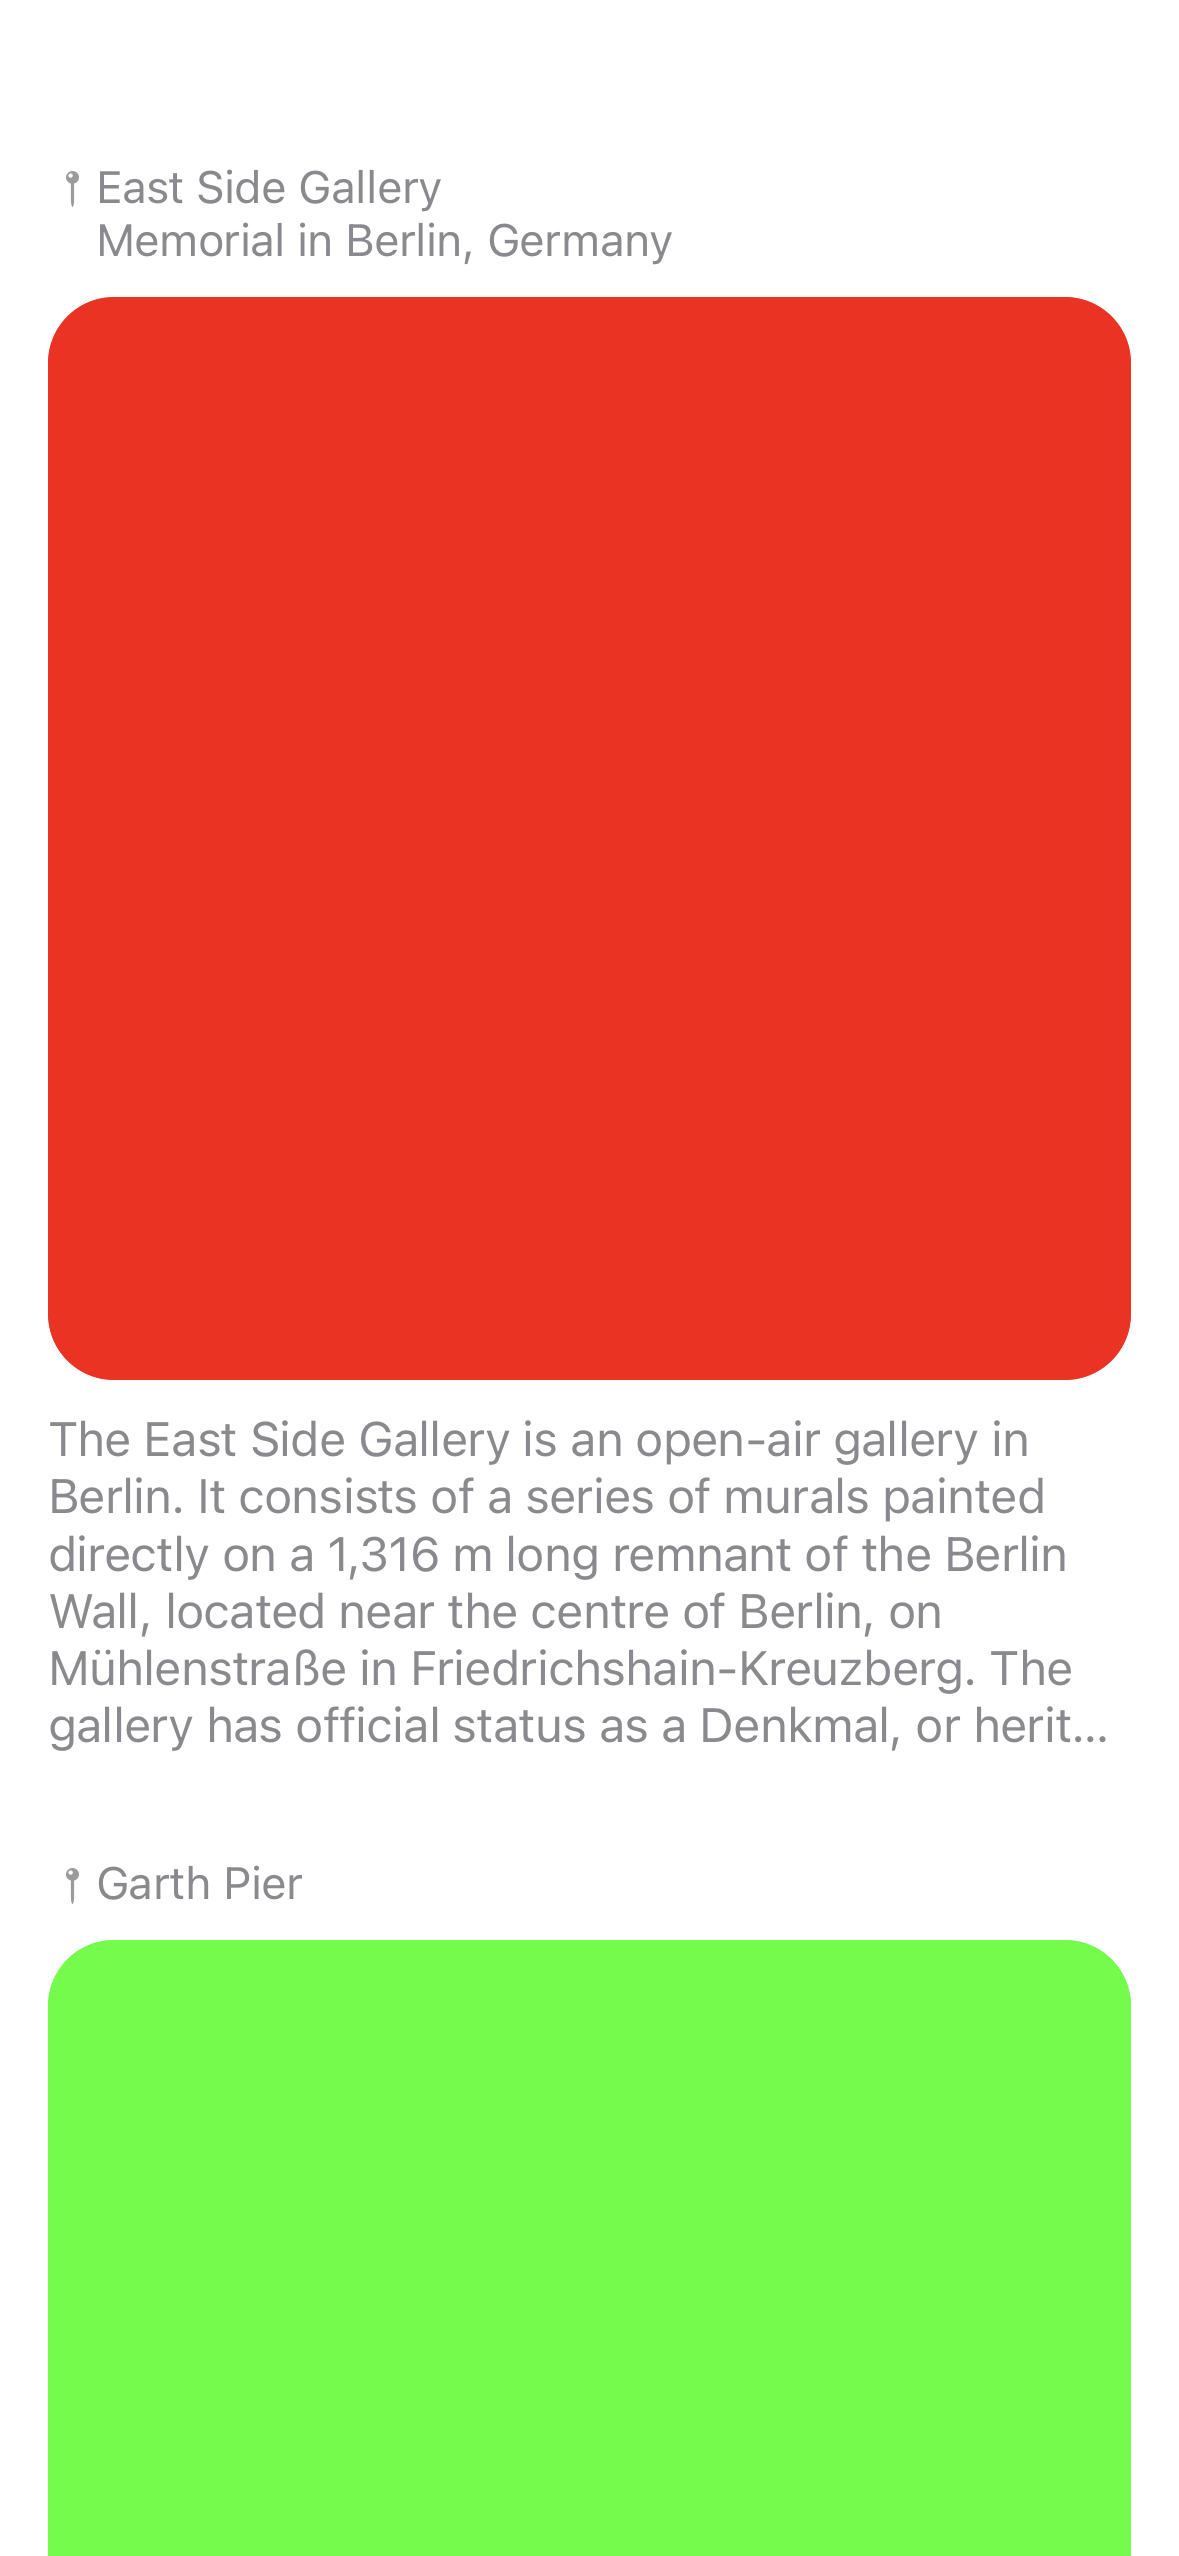 East Side Gallery
Memorial in Berlin, Germany
The East Side Gallery is an open-air gallery in
Berlin. It consists of a series of murals painted
directly on a 1,316 m long remnant of the Berlin
Wall, located near the centre of Berlin, on
Mühlenstraße in Friedrichshain-Kreuzberg. The
gallery has official status as a Denkmal, or herit...
Garth Pier